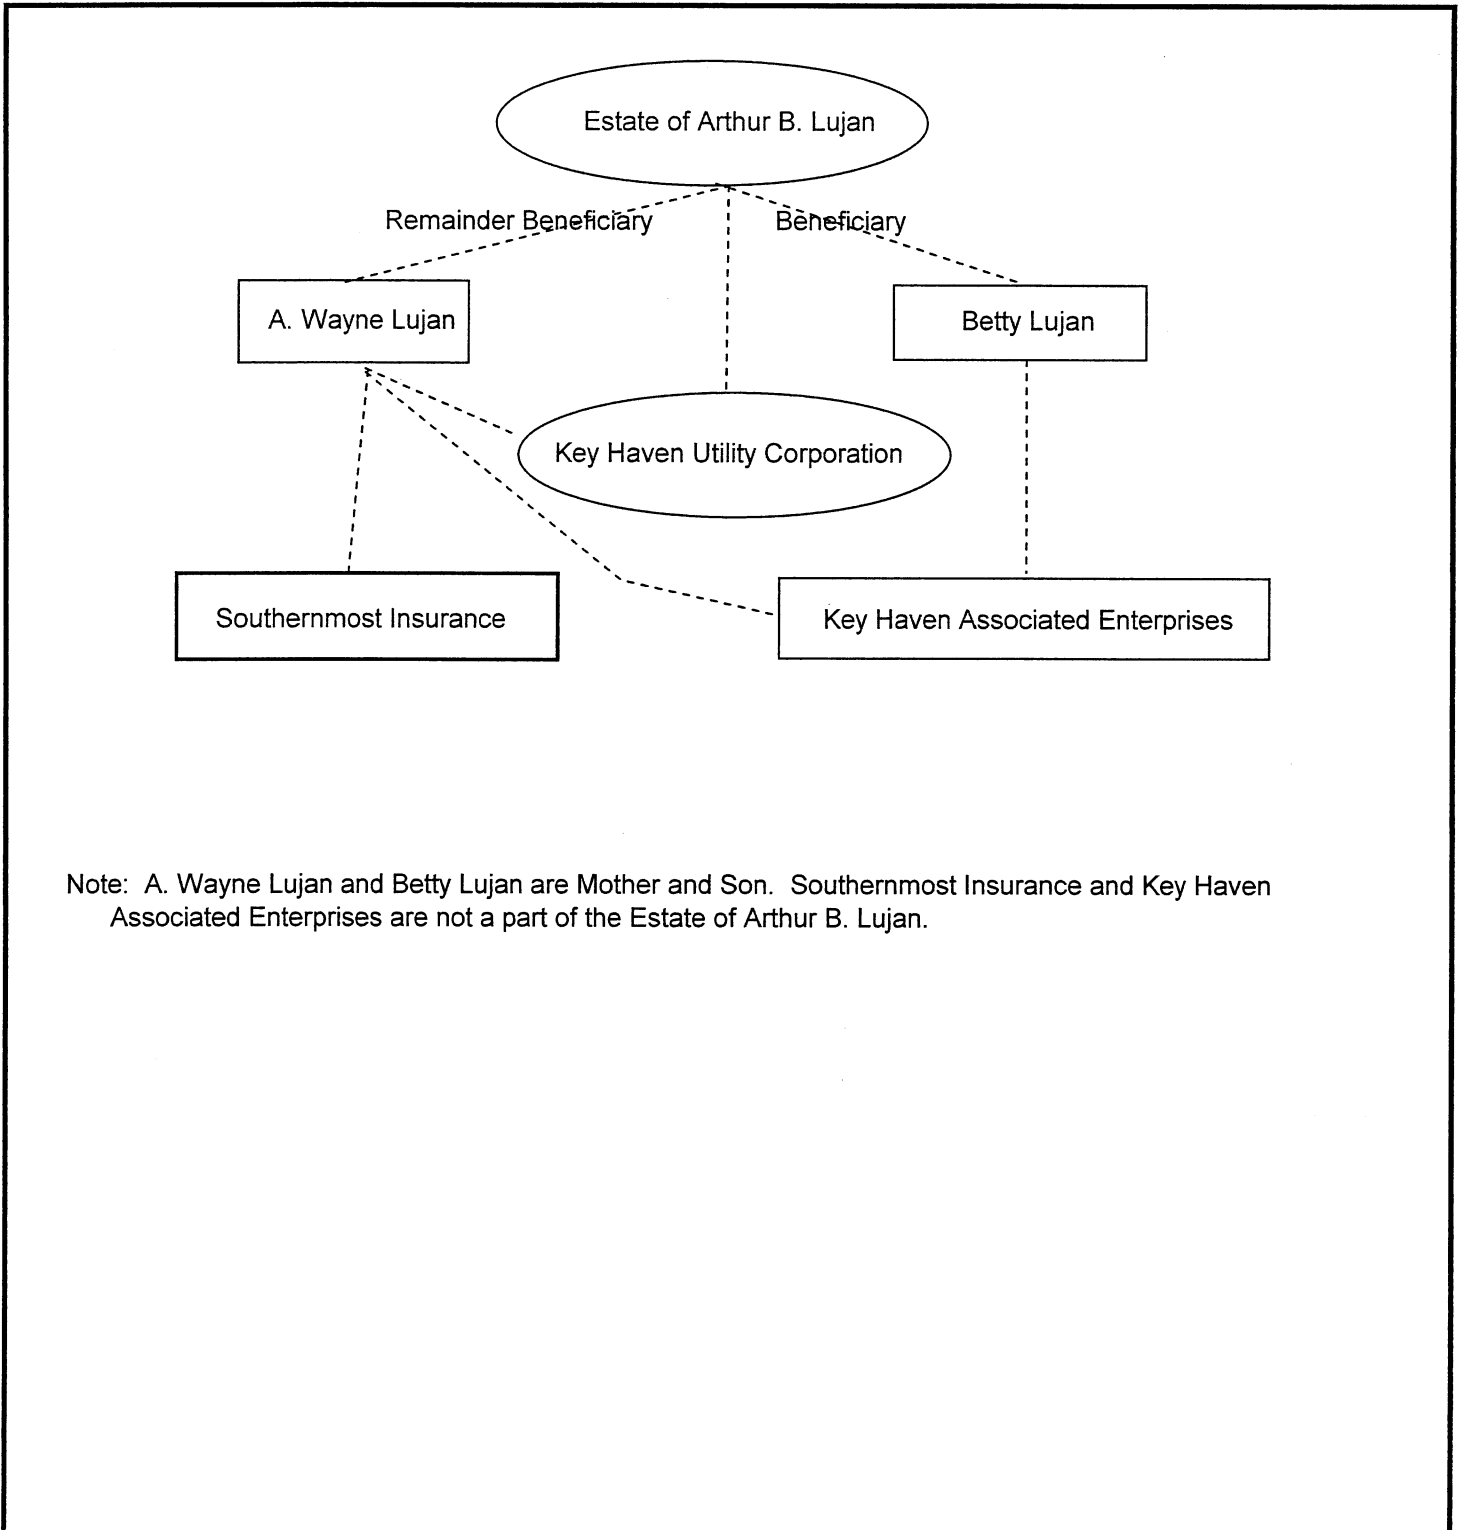 Estate of Arthur B. Lujan
Remainder Beneficiary
Beneficiary
A. Wayne Lujan
Betty Lujan
Key Haven Utility Corporation
Southernmost Insurance
Key Haven Associated Enterprises
Note: A. Wayne Lujan and Betty Lujan are Mother and Son. Southernmost Insurance and Key Haven
Associated Enterprises are not a part of the Estate of Arthur B. Lujan.